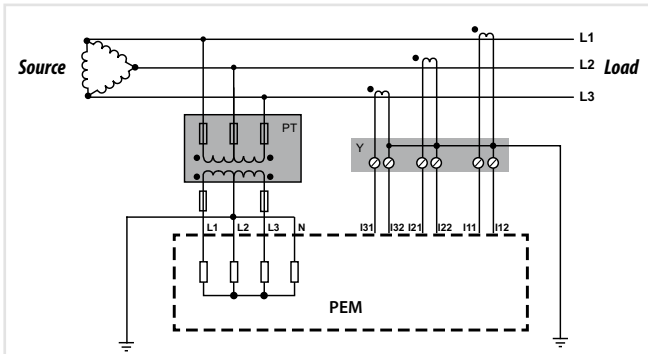 L1
Source
L2
Load
L3
PT
Y
L1 L2 L3 N
I31 I32 I21 I22 I11 I12
PEM